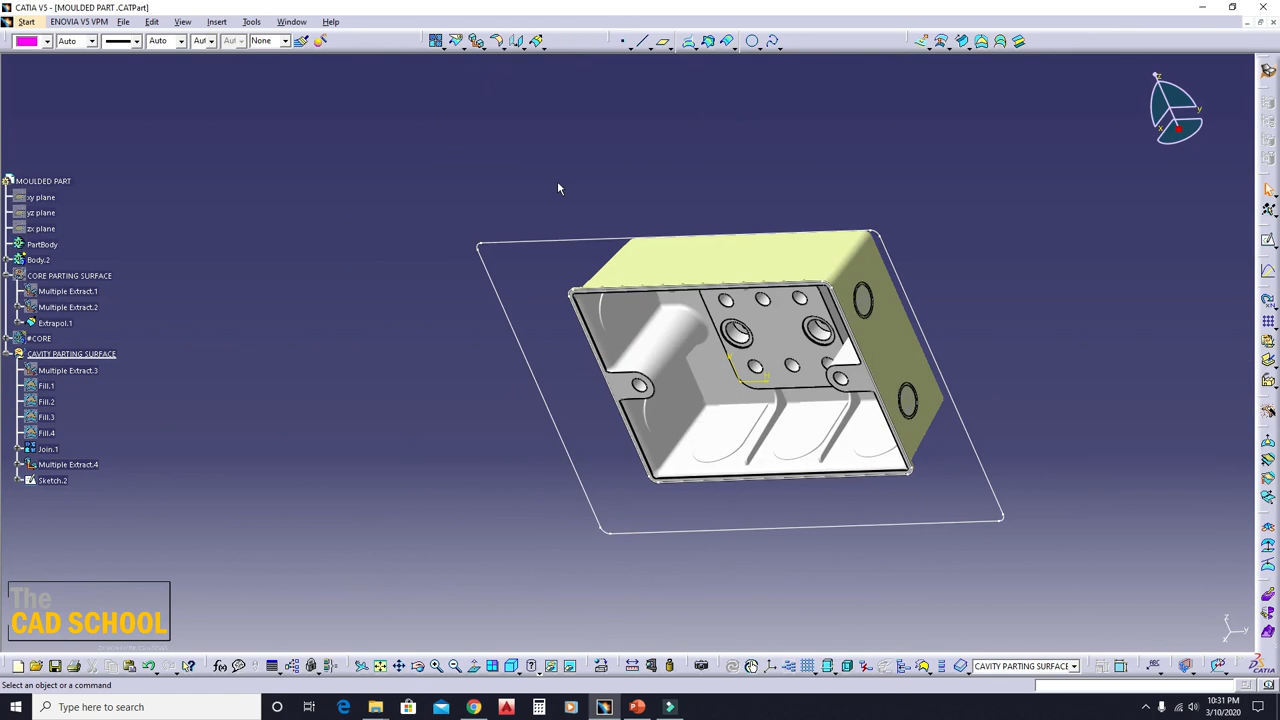 CATIA V5 - [MOULDED PART .CATPart]
Start ENOVIA V5 VPM File Edit View Insert Tools Window Help
Auto Auto Aut Aut None
z
y
x
MOULDED PART
xy plane
yz plane
zx plane
PartBody
Body.2
CORE PARTING SURFACE
Multiple Extract.1
Multiple Extract.2
Extrapol.1
#CORE
CAVITY PARTING SURFACE
Multiple Extract.3
Fill.1
Fill.2
Fill.3
Fill.4
Join.1
Multiple Extract.4
Sketch.2
V
H
The
CAD SCHOOL
z
y
x
CAVITY PARTING SURFACE
Select an object or a command
Type here to search
10:31 PM
3/10/2020